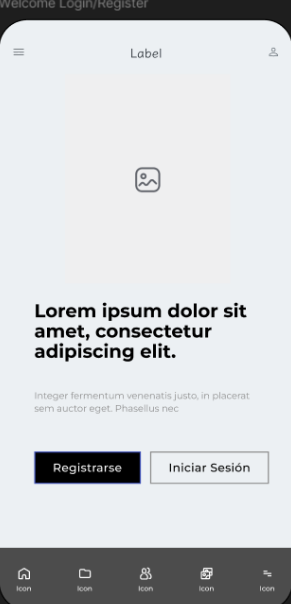 Welcome Login/Register
Label
Lorem ipsum dolor sit
amet, consectetur
adipiscing elit.
Integer fermentum venenatis justo, in placerat
sem auctor eget. Phasellus nec
Registrarse
Iniciar Sesión
Icon
Icon
Icon
Icon
Icon